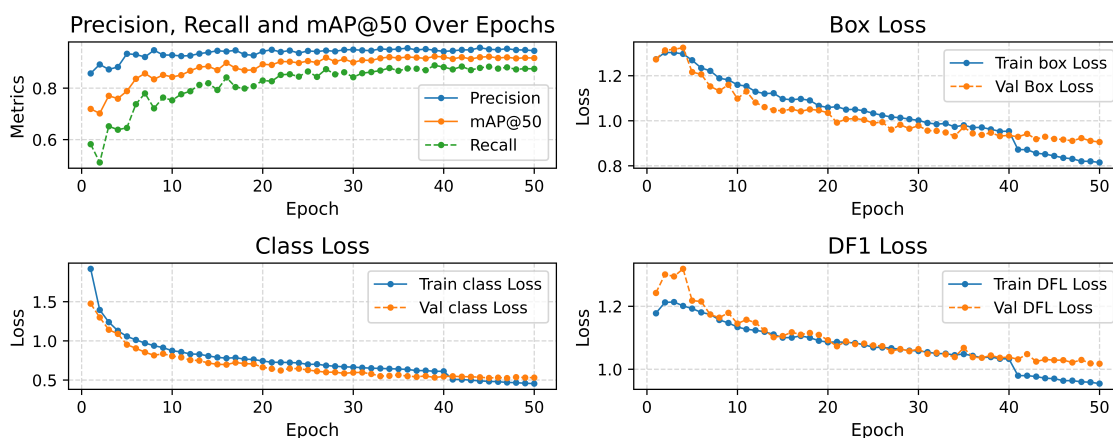 Precision, Recall and mAP@50 Over Epochs
Metrics
0.8
0.6
Precision
mAP@50
Recall
0 10 20 30 40 50
Epoch
Box Loss
Loss
1.2
1.0
0.8
Train box Loss
Val Box Loss
0 10 20 30 40 50
Epoch
Class Loss
Loss
1.5
1.0
0.5
Train class Loss
Val class Loss
0 10 20 30 40 50
Epoch
DF1 Loss
Loss
1.2
1.0
Train DFL Loss
Val DFL Loss
0 10 20 30 40 50
Epoch